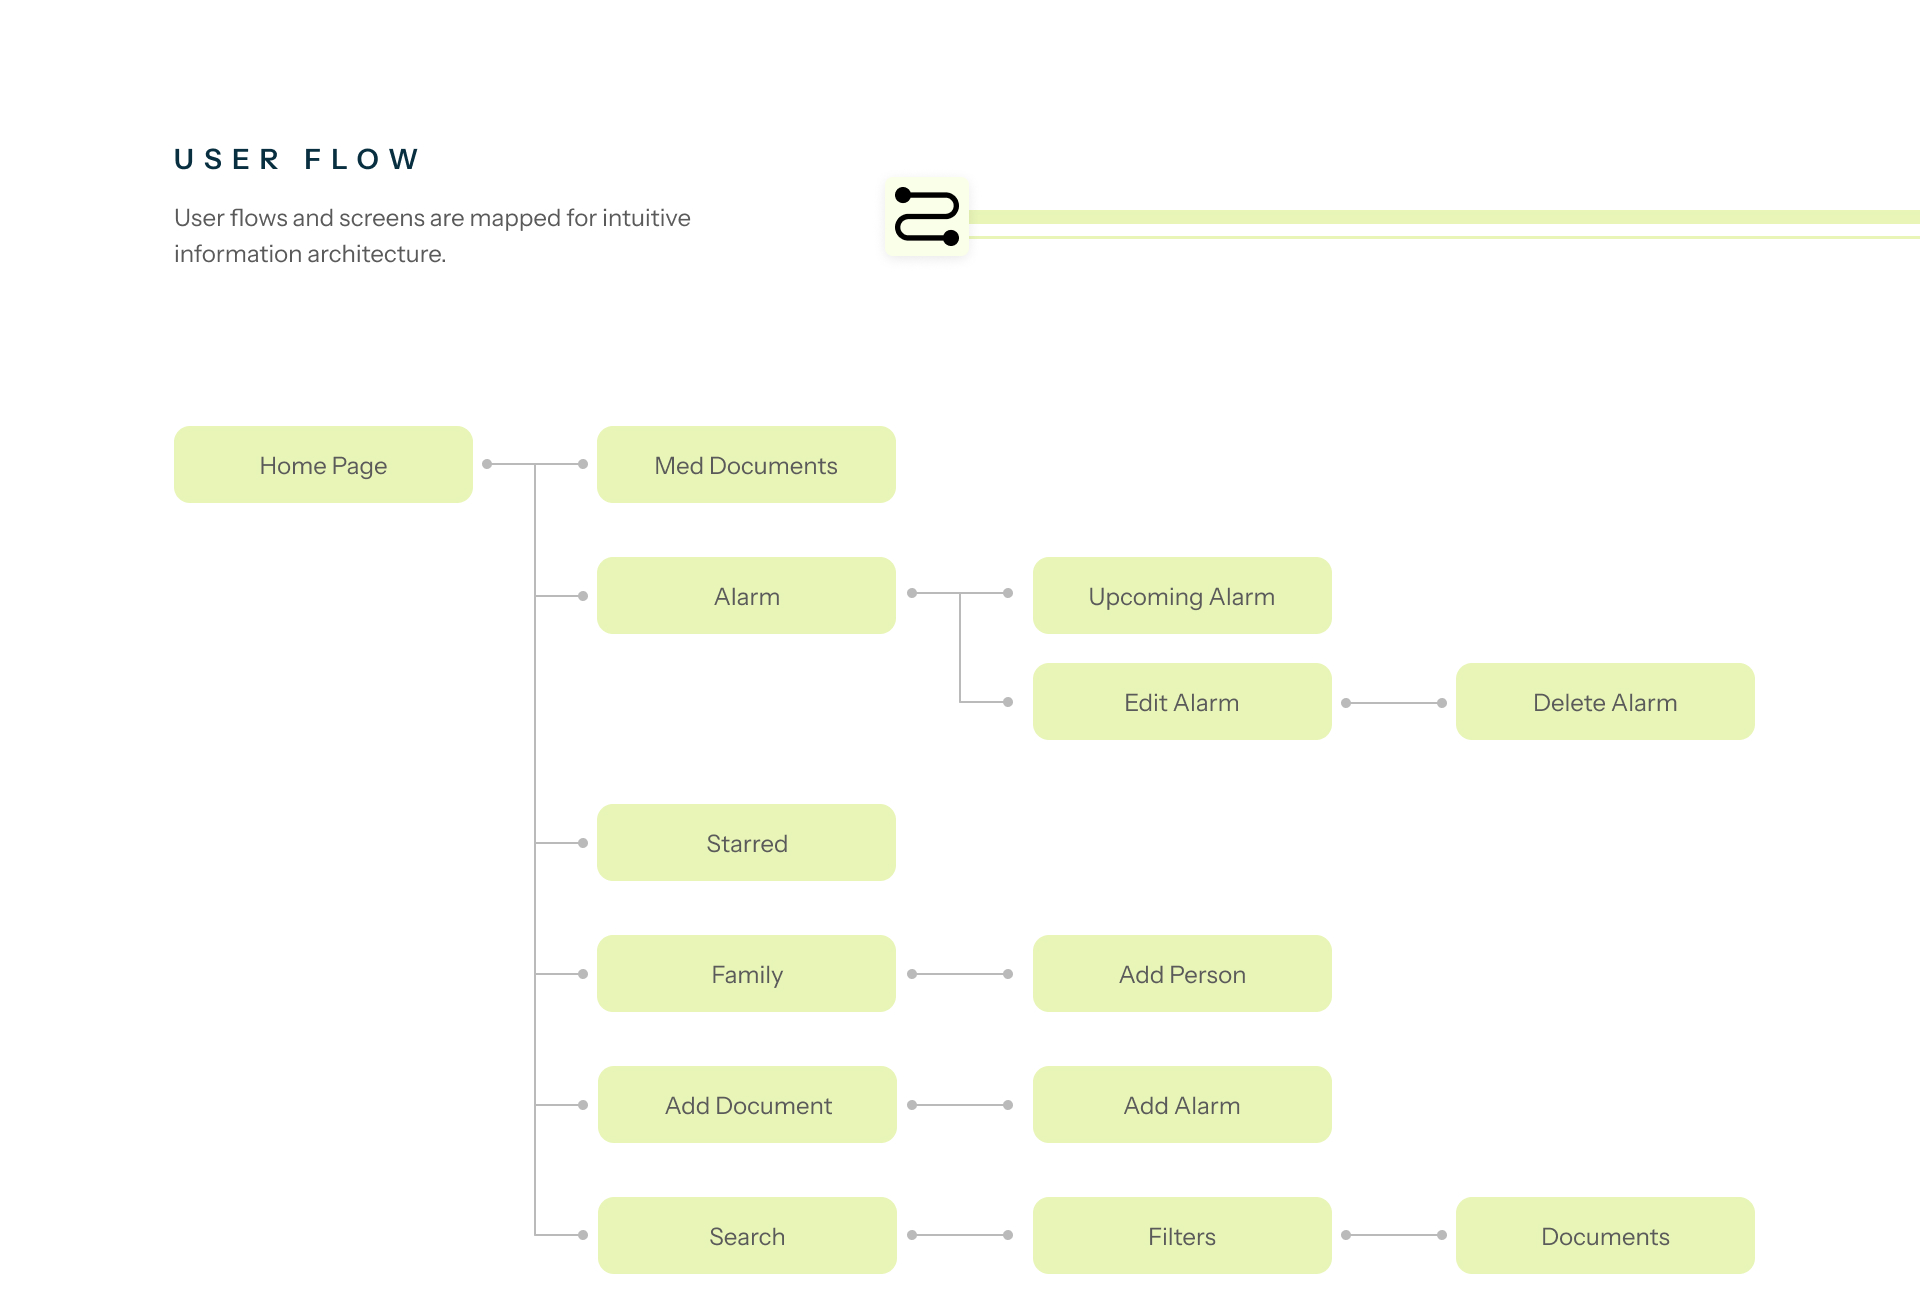 USER FLOW
User flows and screens are mapped for intuitive
information architecture.
Home Page
Med Documents
Alarm
Upcoming Alarm
Edit Alarm
Delete Alarm
Starred
Family
Add Person
Add Document
Add Alarm
Search
Filters
Documents